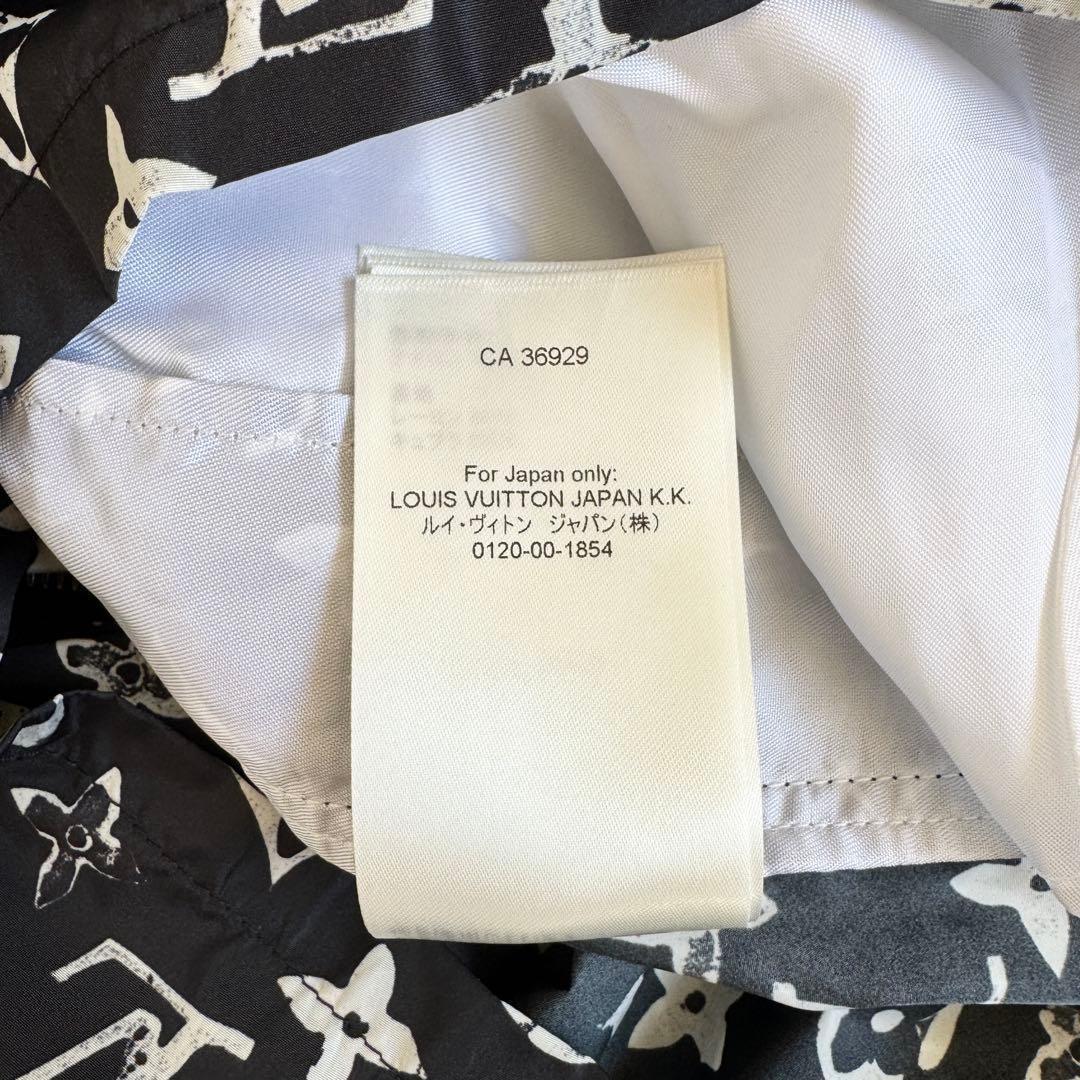 CA 36929
For Japan only:
LOUIS VUITTON JAPAN K.K.
ルイ・ヴィトン　ジャパン(株)
0120-00-1854